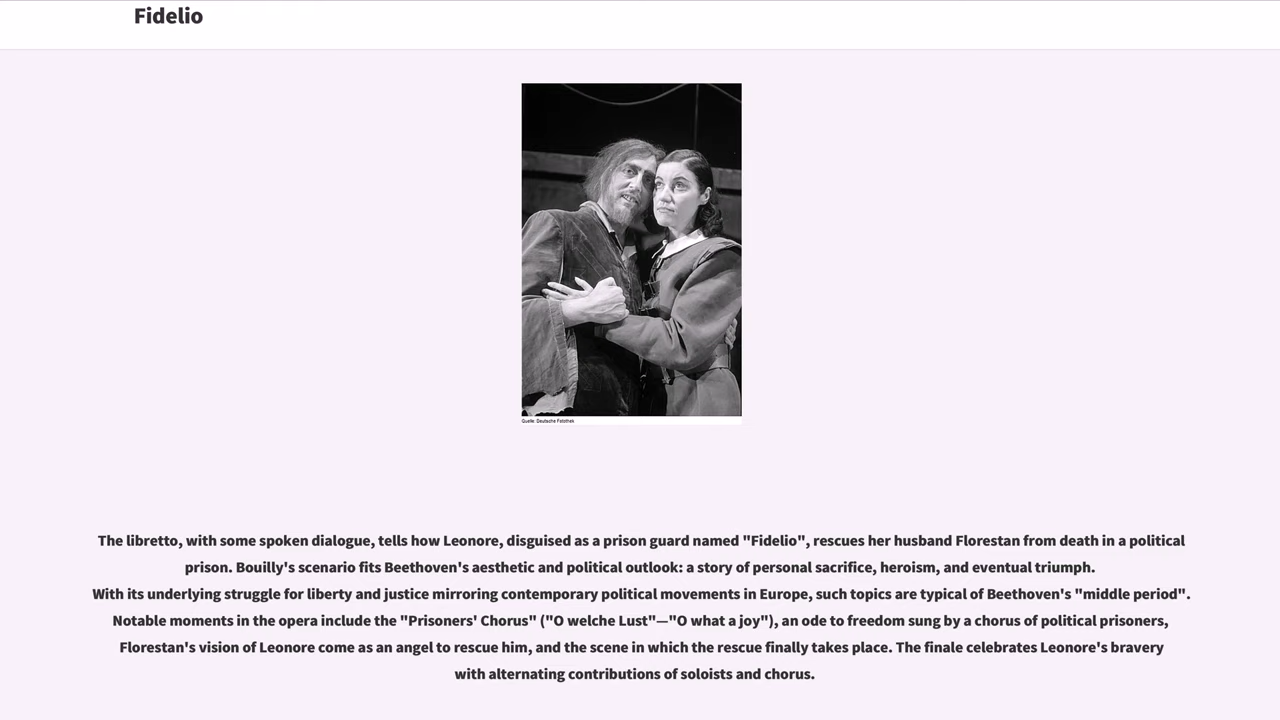 Fidelio
Quelle: Deutsche Fotothek
The libretto, with some spoken dialogue, tells how Leonore, disguised as a prison guard named "Fidelio", rescues her husband Florestan from death in a political
prison. Bouilly's scenario fits Beethoven's aesthetic and political outlook: a story of personal sacrifice, heroism, and eventual triumph.
With its underlying struggle for liberty and justice mirroring contemporary political movements in Europe, such topics are typical of Beethoven's "middle period".
Notable moments in the opera include the "Prisoners' Chorus" ("O welche Lust"—"O what a joy"), an ode to freedom sung by a chorus of political prisoners,
Florestan's vision of Leonore come as an angel to rescue him, and the scene in which the rescue finally takes place. The finale celebrates Leonore's bravery
with alternating contributions of soloists and chorus.